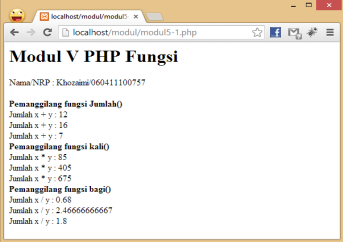 localhost/modul/modul5-
localhost/modul/modul5-1.php
Modul V PHP Fungsi
Nama/NRP : Khozaimi/060411100757
Pemanggilang fungsi Jumlah()
Jumlah x + y : 12
Jumlah x + y : 16
Jumlah x + y : 7
Pemanggilang fungsi kali()
Jumlah x * y : 85
Jumlah x * y : 405
Jumlah x * y : 675
Pemanggilang fungsi bagi()
Jumlah x / y : 0.68
Jumlah x / y : 2.46666666667
Jumlah x / y : 1.8